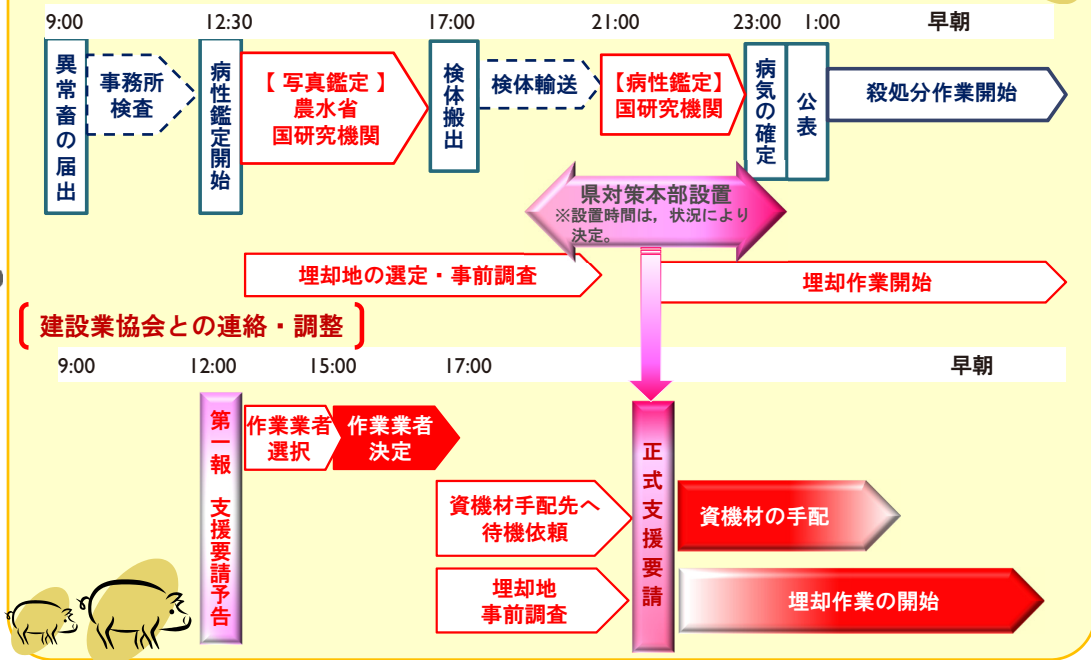 9:00
12:30
17:00
21:00
23:00
1:00
早朝
異常畜の届出
事務所
検査
病性鑑定開始
【 写真鑑定 】
農水省
国研究機関
検体搬出
検体輸送
【病性鑑定】
国研究機関
病気の確定
公表
殺処分作業開始
県対策本部設置
※設置時間は，状況により
決定。
埋却地の選定・事前調査
埋却作業開始
建設業協会との連絡・調整
9:00
12:00
15:00
17:00
早朝
第一報 支援要請予告
作業業者
選択
作業業者
決定
資機材手配先へ
待機依頼
埋却地
事前調査
正式支援要請
資機材の手配
埋却作業の開始